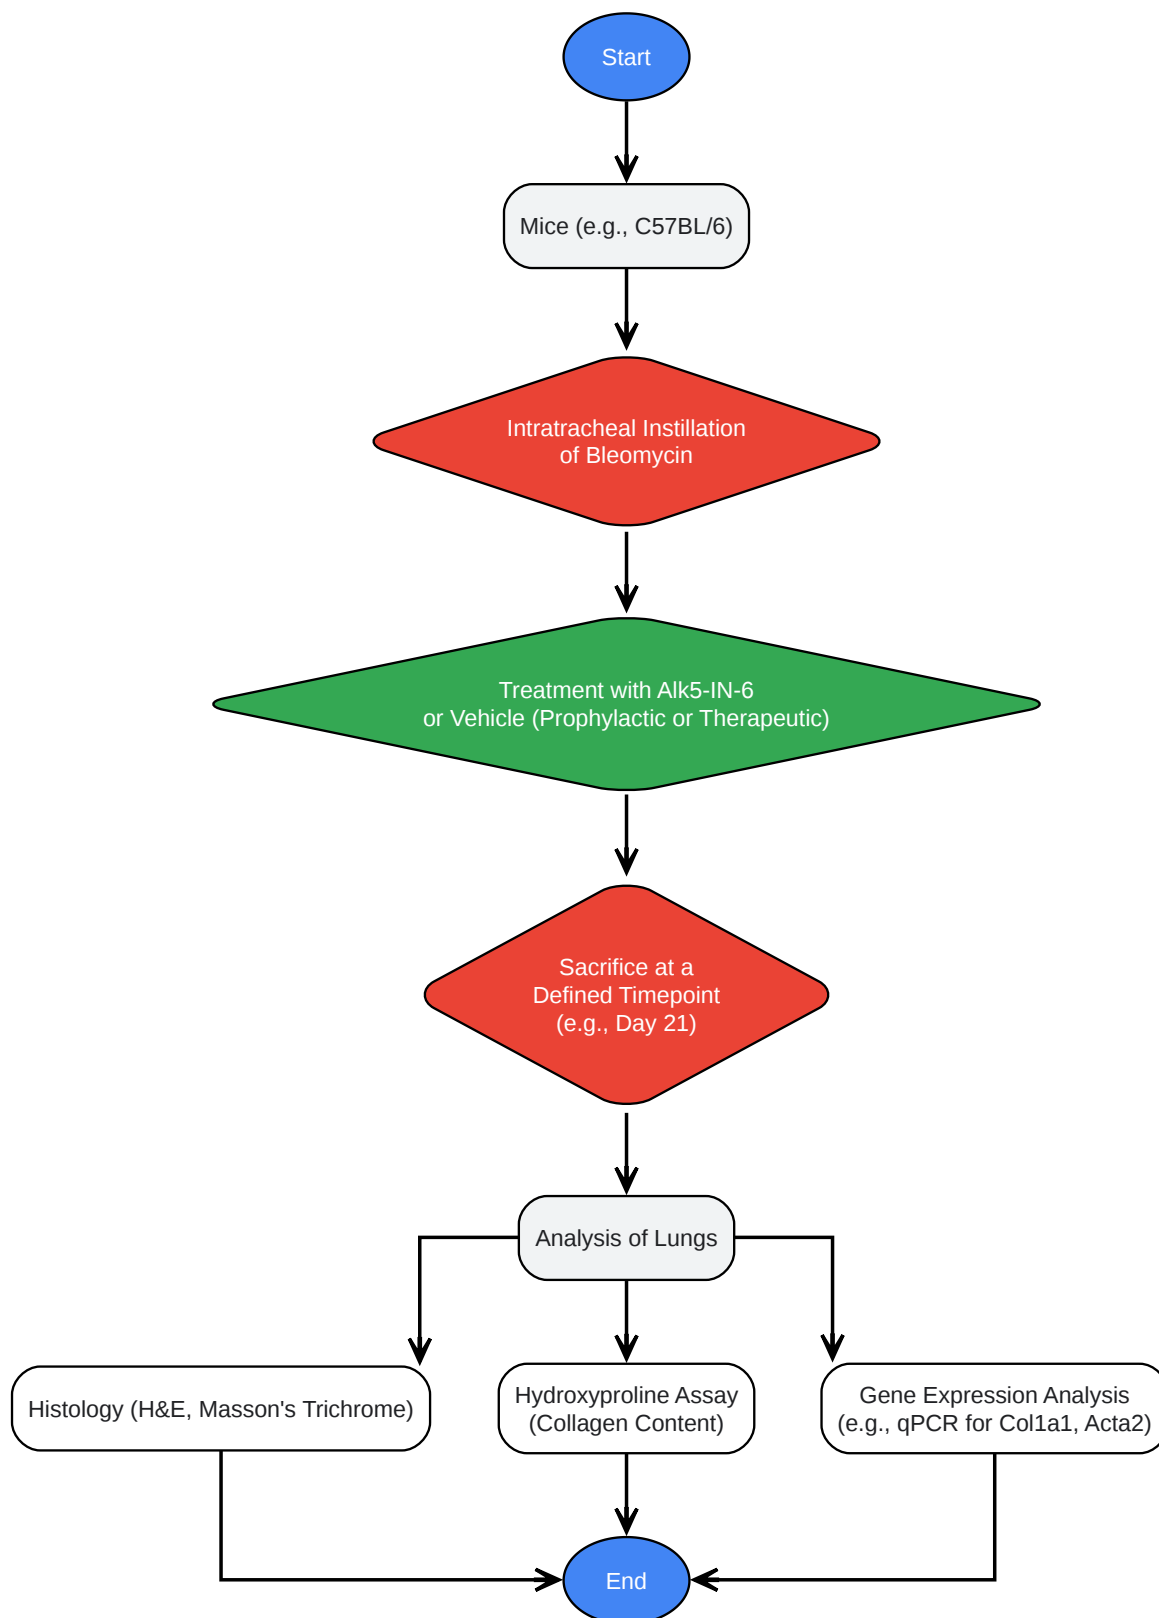 Start
Mice (e.g., C57BL/6)
Intratracheal Instillation
of Bleomycin
Treatment with Alk5-IN-6
or Vehicle (Prophylactic or Therapeutic)
Sacrifice at a
Defined Timepoint
(e.g., Day 21)
Analysis of Lungs
Histology (H&E, Masson's Trichrome)
Hydroxyproline Assay
(Collagen Content)
Gene Expression Analysis
(e.g., qPCR for Col1a1, Acta2)
End